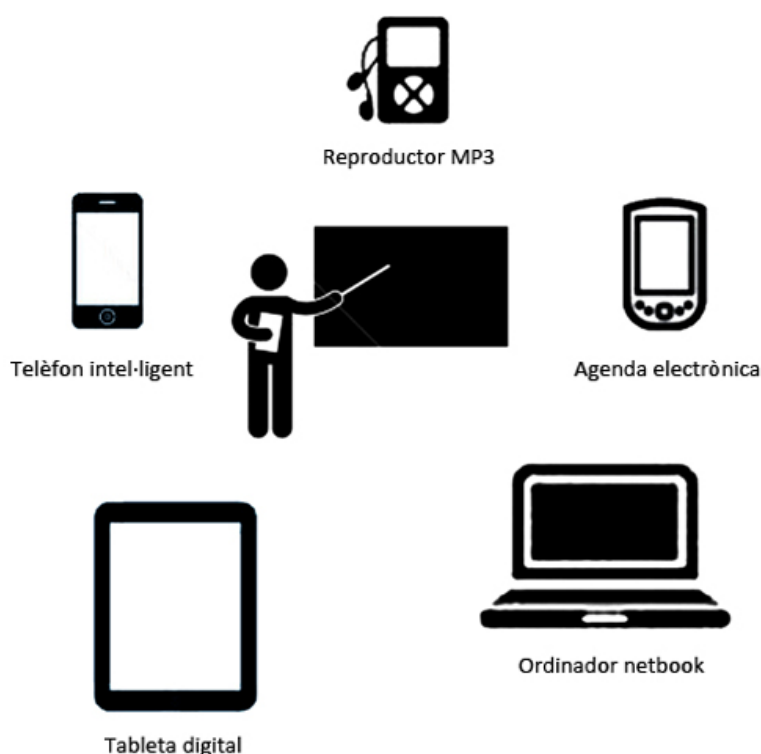 Reproductor MP3
Telèfon intel·ligent
Agenda electrònica
Ordinador netbook
Tableta digital